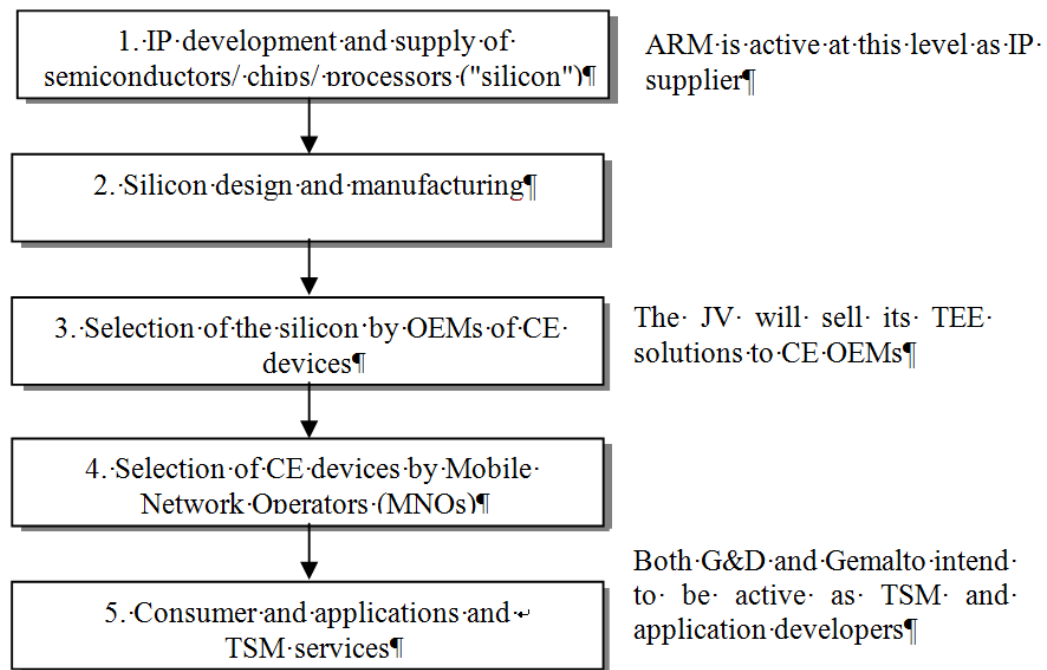 1. IP development and supply of
semiconductors/ chips/ processors ("silicon")¶
ARM is active at this level as IP
supplier¶
2. Silicon design and manufacturing¶
3. Selection of the silicon by OEMs of CE
devices¶
The JV will sell its TEE
solutions to CE OEMs¶
4. Selection of CE devices by Mobile
Network Operators (MNOs)¶
5. Consumer and applications and ↵
TSM services¶
Both G&D and Gemalto intend
to be active as TSM and
application developers¶